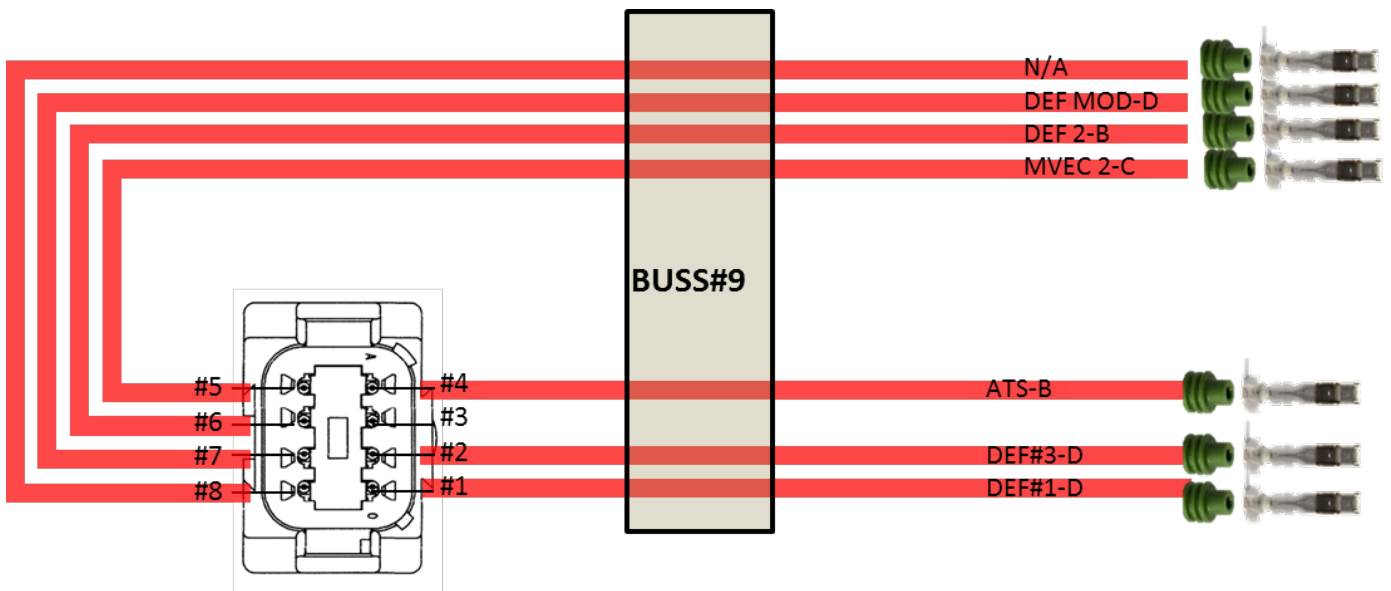 N/A
DEF MOD-D
DEF 2-B
MVEC 2-C
BUSS#9
A
#5
#4
ATS-B
#6
#3
#7
#2
DEF#3-D
#8
#1
DEF#1-D
O